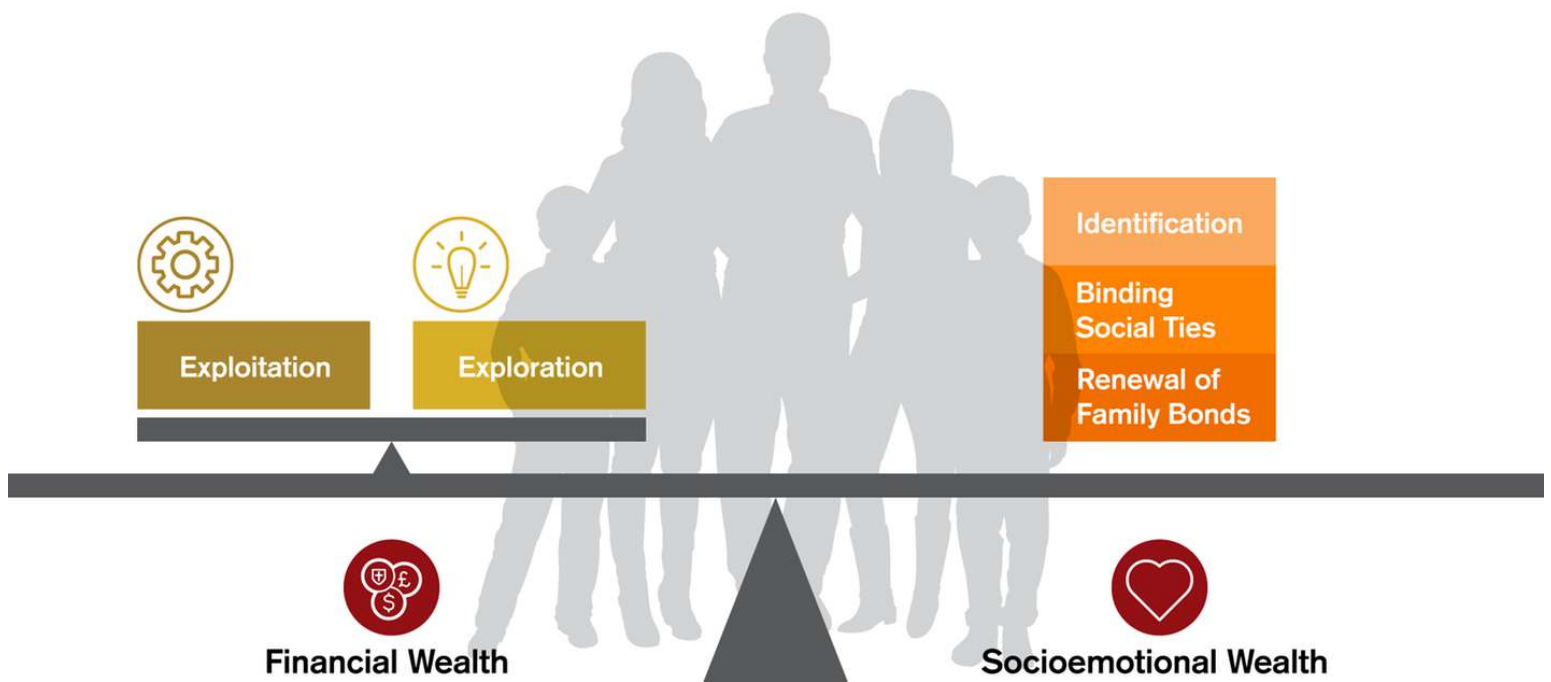 Identification
Binding
Social Ties
Exploitation
Exploration
Renewal of
Family Bonds
£
$
Financial Wealth
Socioemotional Wealth